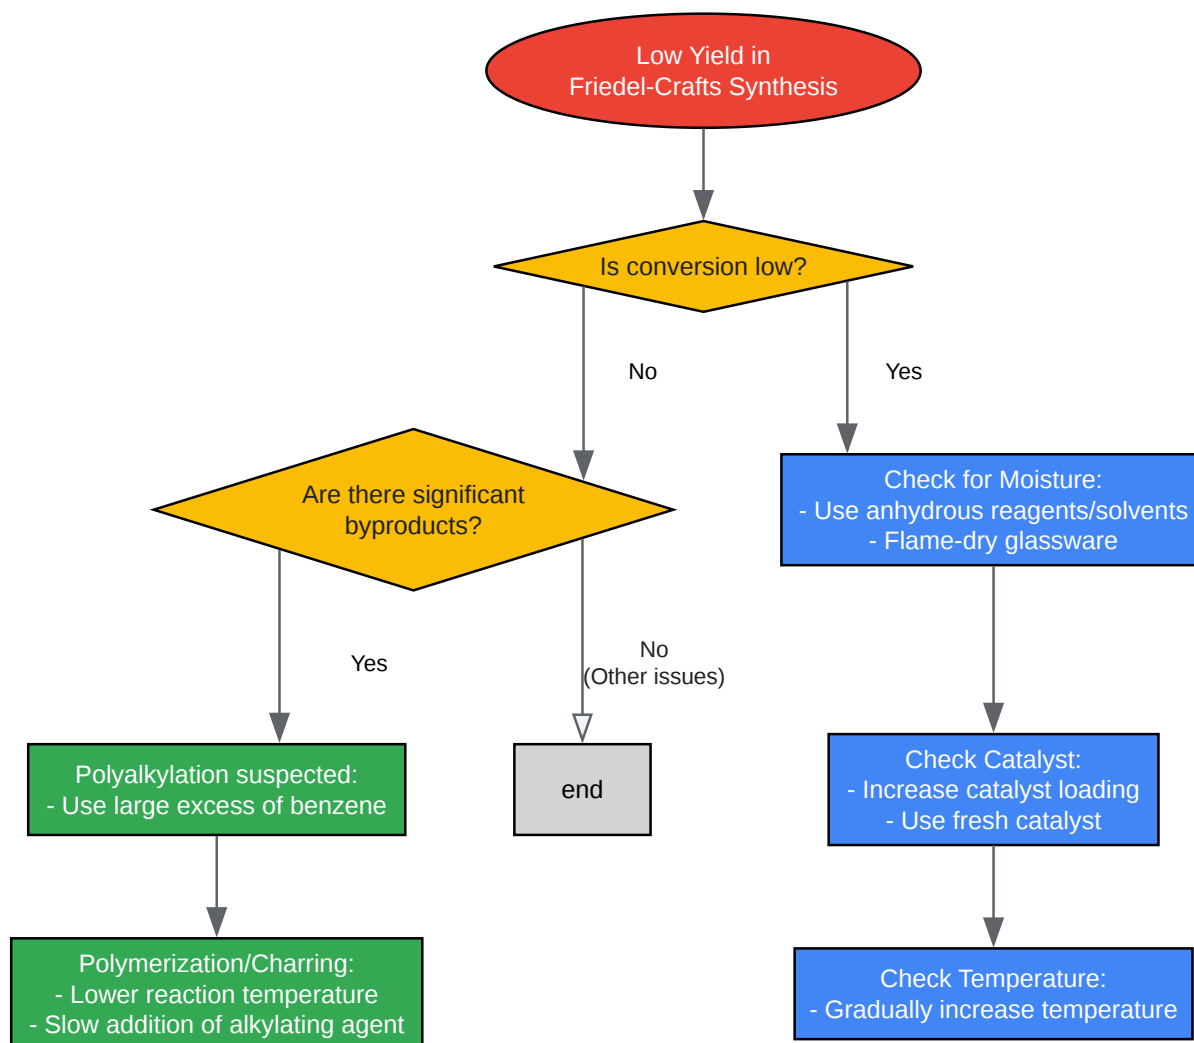 Low Yield in
Friedel-Crafts Synthesis
Is conversion low?
No
Yes
Are there significant
byproducts?
Check for Moisture:
- Use anhydrous reagents/solvents
- Flame-dry glassware
Yes
No
(Other issues)
Polyalkylation suspected:
- Use large excess of benzene
end
Check Catalyst:
- Increase catalyst loading
- Use fresh catalyst
Polymerization/Charring:
- Lower reaction temperature
- Slow addition of alkylating agent
Check Temperature:
- Gradually increase temperature